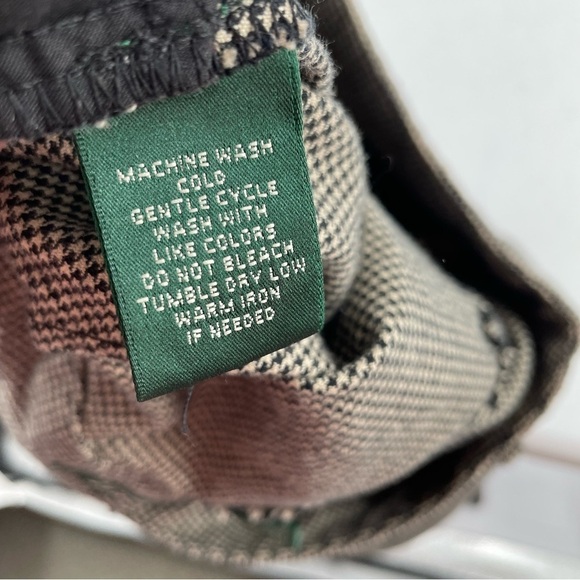 MACHINE WASH
COLD
GENTLE CYCLE
WASH WITH
LIKE COLORS
DO NOT BLEACH
TUMBLE DRY LOW
WARM IRON
IF NEEDED